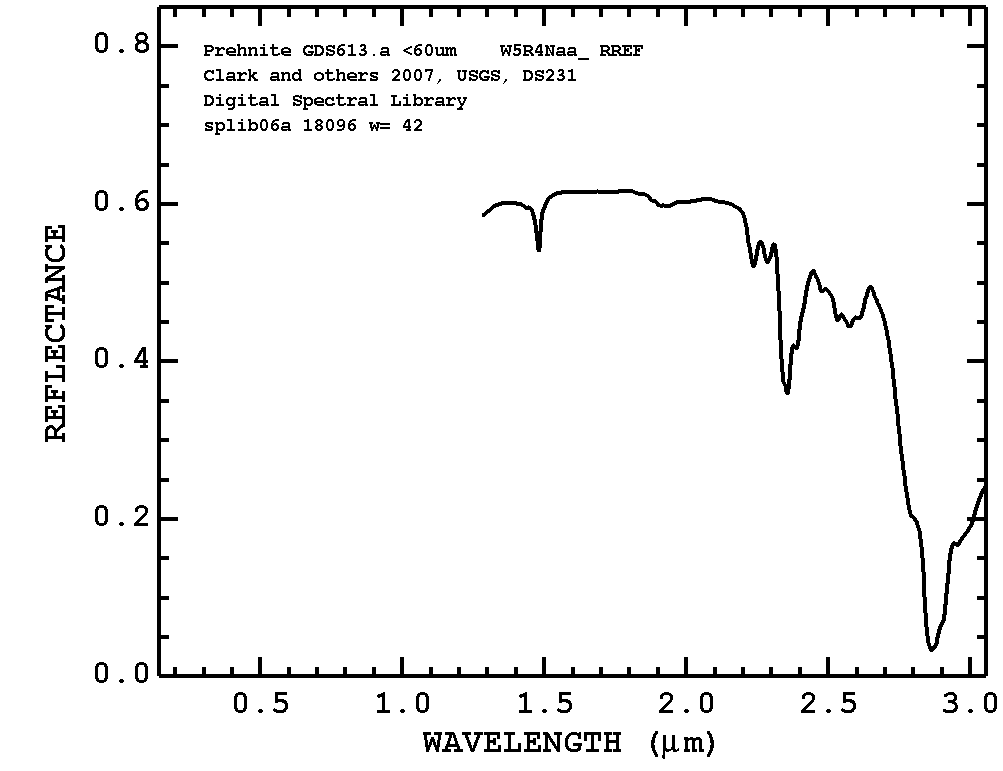 0.8
Prehnite GDS613.a <60um W5R4Naa_ RREF
Clark and others 2007, USGS, DS231
Digital Spectral Library
splib06a 18096 w= 42
0.6
REFLECTANCE
0.4
0.2
0.0
0.5 1.0 1.5 2.0 2.5 3.0
WAVELENGTH (μm)